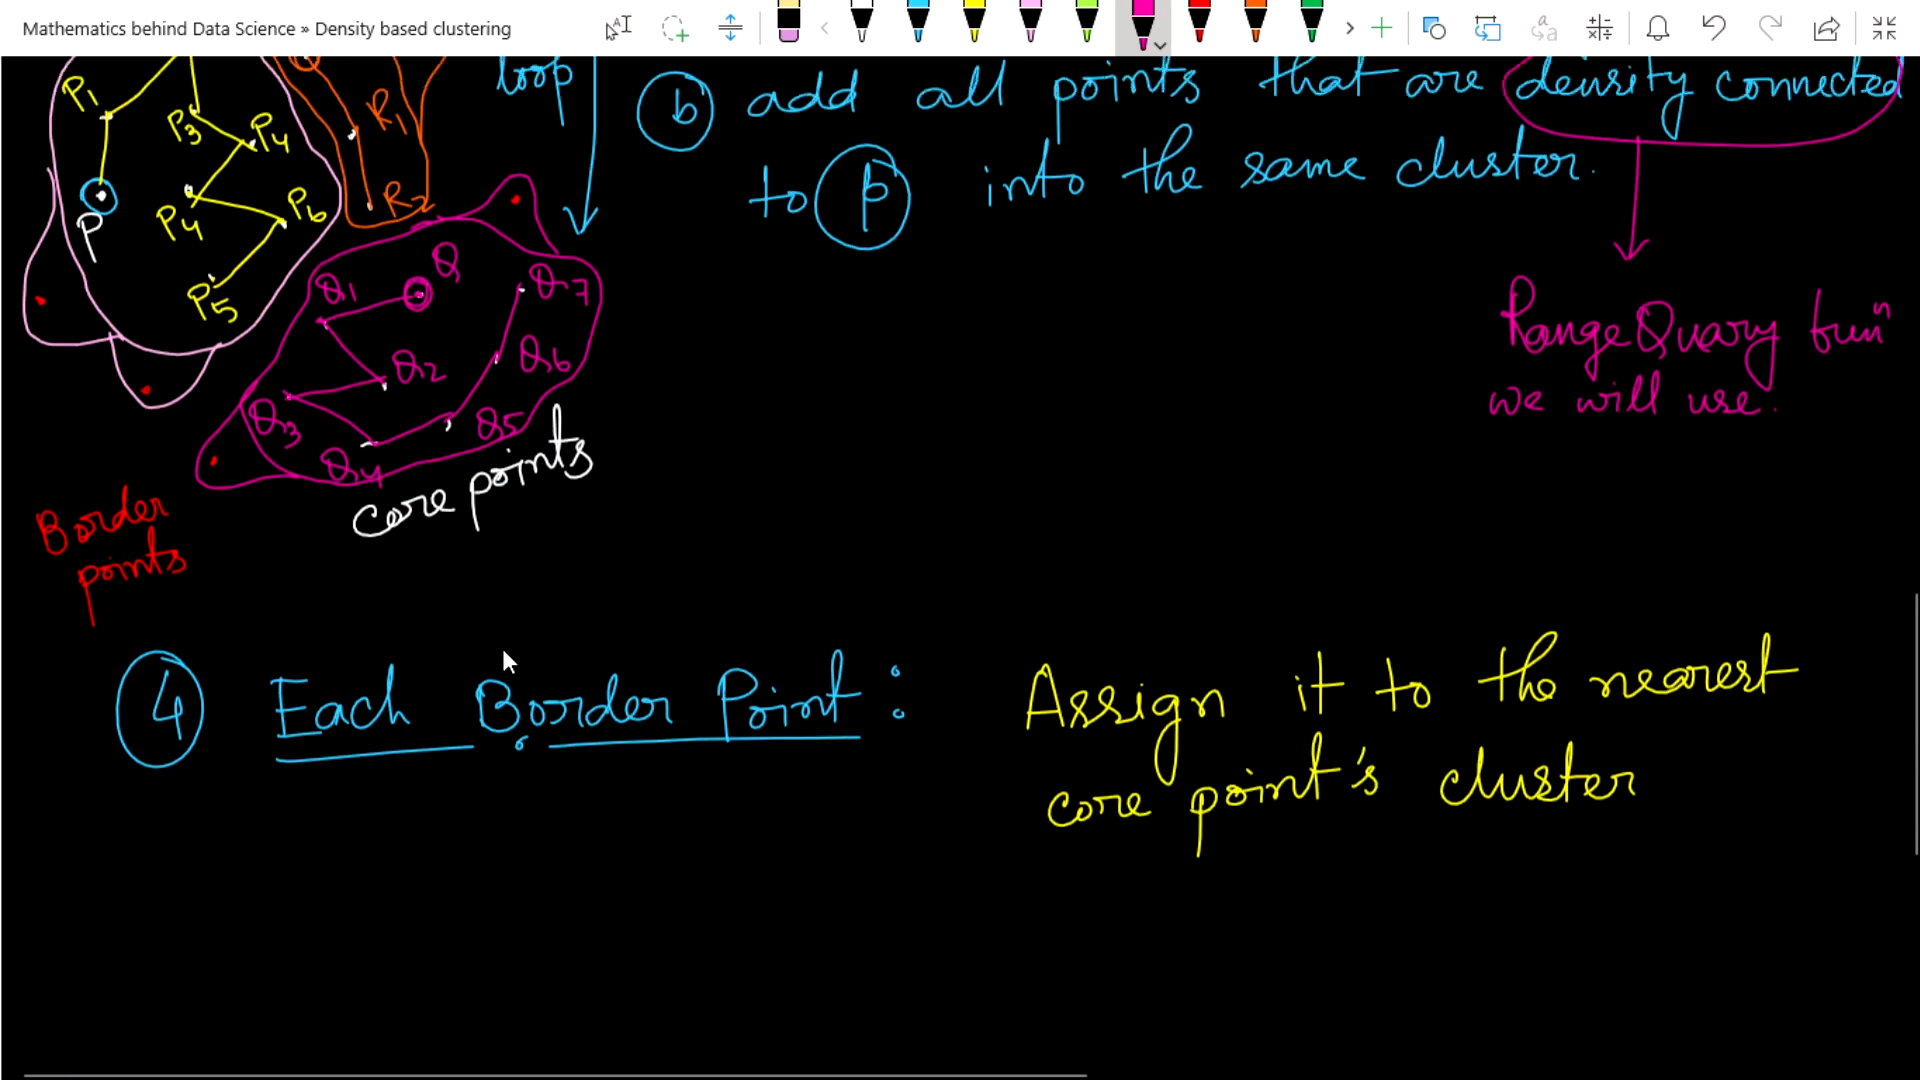 Mathematics behind Data Science » Density based clustering
loop
ⓑ add all points that are density connected
to ⓟ into the same cluster.
P1
P3
P4
P
P4
P6
P5
R1
R2
Q1
Q
Q7
Q2
Q6
Q3
Q5
Q4
RangeQuary funⁿ
we will use.
core points
Border
points
④ Each Border Point :
Assign it to the nearest
core point's cluster